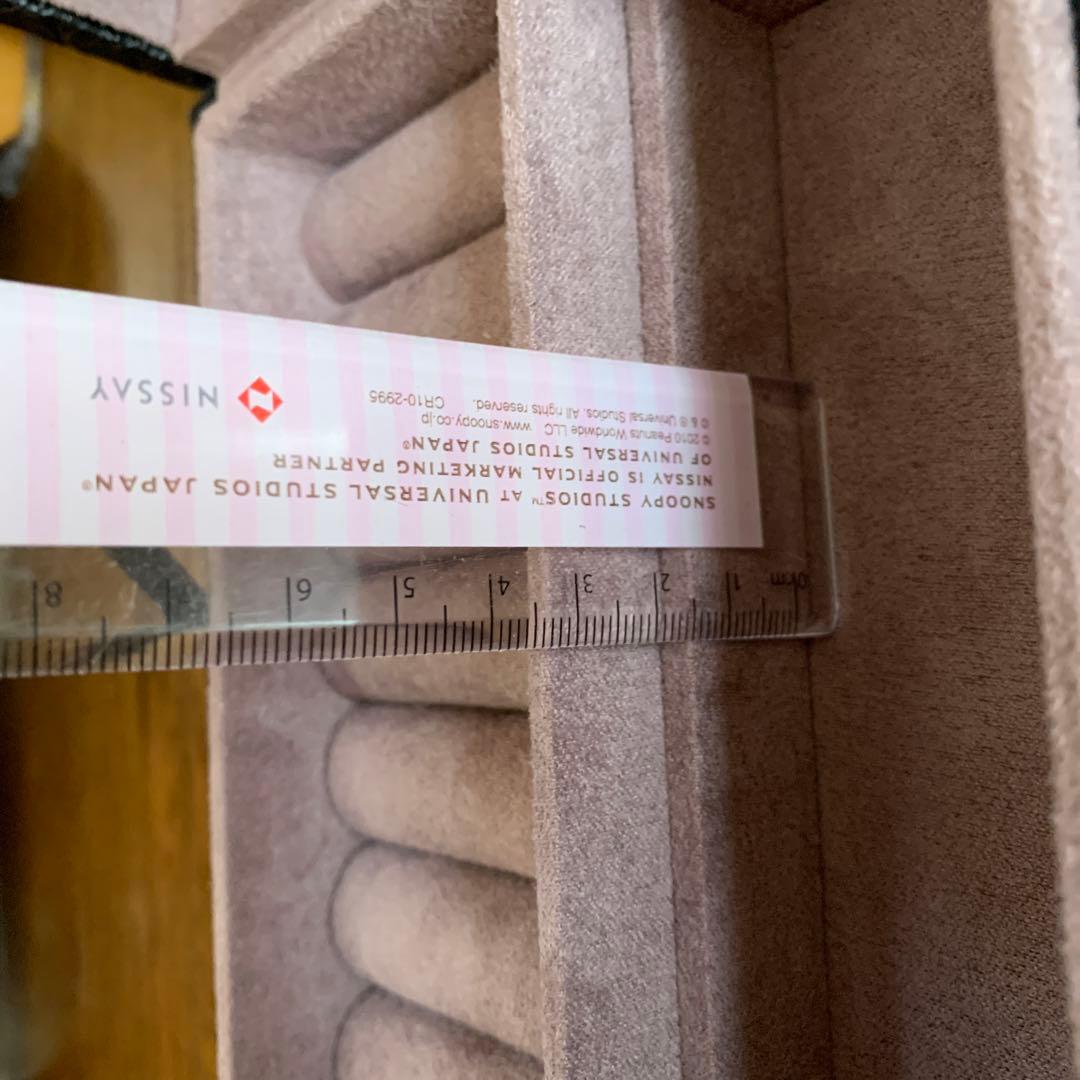 SNOOPY STUDIOS™ AT UNIVERSAL STUDIOS JAPAN®
NISSAY IS OFFICIAL MARKETING PARTNER
OF UNIVERSAL STUDIOS JAPAN®
© 2010 Peanuts Worldwide LLC www.snoopy.co.jp
© & ® Universal Studios. All rights reserved. CR10-2995
NISSAY
0 1 2 3 4 5 6 8